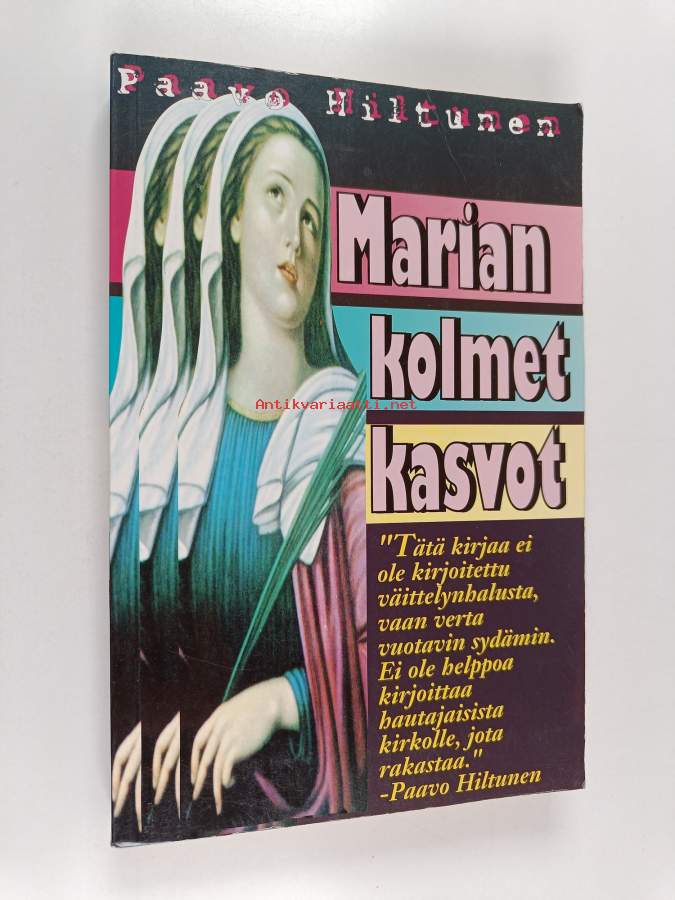 Paavo Hiltunen
Marian
kolmet
Antikvariaatti.net
kasvot
"Tätä kirjaa ei
ole kirjoitettu
väittelynhalusta,
vaan verta
vuotavin sydämin.
Ei ole helppoa
kirjoittaa
hautajaisista
kirkolle, jota
rakastaa."
-Paavo Hiltunen